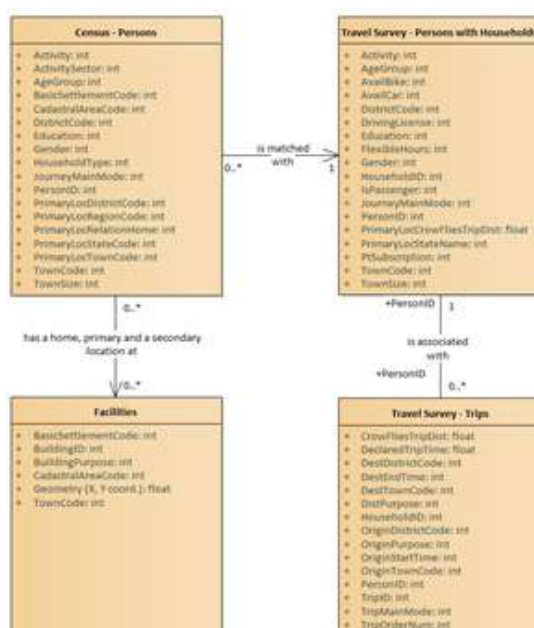 Census - Persons
+ Activity: int
+ ActivitySector: int
+ AgeGroup: int
+ BasicSettlementCode: int
+ CadastralAreaCode: int
+ DistrictCode: int
+ Education: int
+ Gender: int
+ HouseholdType: int
+ JourneyMainMode: int
+ PersonID: int
+ PrimaryLocDistrictCode: int
+ PrimaryLocRegionCode: int
+ PrimaryLocRelationHome: int
+ PrimaryLocStateCode: int
+ PrimaryLocTownCode: int
+ TownCode: int
+ TownSize: int
is matched
with
0..*
1
Travel Survey - Persons with Households
+ Activity: int
+ AgeGroup: int
+ AvailBike: int
+ AvailCar: int
+ DistrictCode: int
+ DrivingLicense: int
+ Education: int
+ FlexibleHours: int
+ Gender: int
+ HouseholdID: int
+ IsPassenger: int
+ JourneyMainMode: int
+ PersonID: int
+ PrimaryLocCrowFliesTripDist: float
+ PrimaryLocStateName: int
+ PtSubscription: int
+ TownCode: int
+ TownSize: int
0..*
has a home, primary and a secondary
location at
/0..*
+PersonID
1
is associated
with
+PersonID
0..*
Facilities
+ BasicSettlementCode: int
+ BuildingID: int
+ BuildingPurpose: int
+ CadastralAreaCode: int
+ Geometry (X, Y coord.): float
+ TownCode: int
Travel Survey - Trips
+ CrowFliesTripDist: float
+ DeclaredTripTime: float
+ DestDistrictCode: int
+ DestEndTime: int
+ DestTownCode: int
+ DistPurpose: int
+ HouseholdID: int
+ OriginDistrictCode: int
+ OriginPurpose: int
+ OriginStartTime: int
+ OriginTownCode: int
+ PersonID: int
+ TripID: int
+ TripMainMode: int
+ TripOrderNum: int